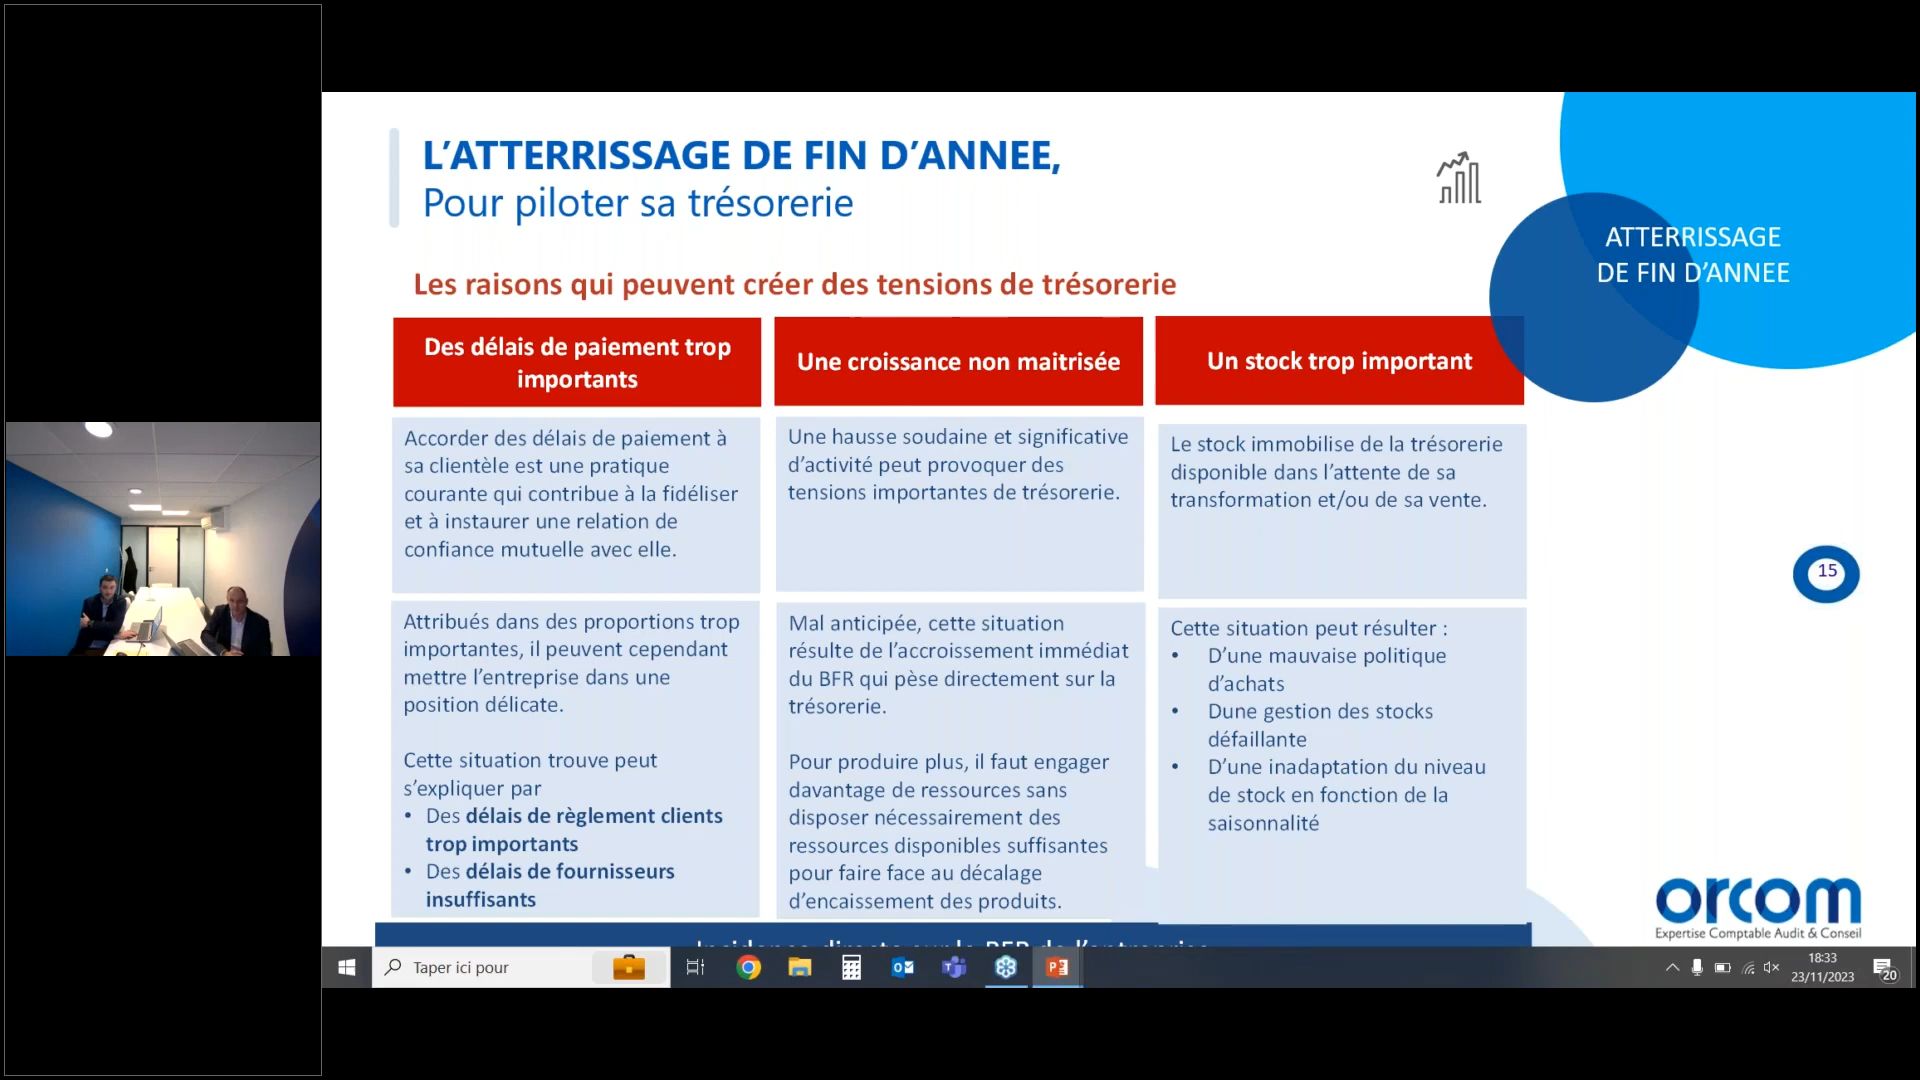 L’ATTERRISSAGE DE FIN D’ANNEE,
Pour piloter sa trésorerie
ATTERRISSAGE
DE FIN D’ANNEE
Les raisons qui peuvent créer des tensions de trésorerie
Des délais de paiement trop
importants
Une croissance non maitrisée
Un stock trop important
Accorder des délais de paiement à
sa clientèle est une pratique
courante qui contribue à la fidéliser
et à instaurer une relation de
confiance mutuelle avec elle.
Une hausse soudaine et significative
d’activité peut provoquer des
tensions importantes de trésorerie.
Le stock immobilise de la trésorerie
disponible dans l’attente de sa
transformation et/ou de sa vente.
15
Attribués dans des proportions trop
importantes, il peuvent cependant
mettre l’entreprise dans une
position délicate.
Cette situation trouve peut
s’expliquer par
• Des délais de règlement clients
trop importants
• Des délais de fournisseurs
insuffisants
Mal anticipée, cette situation
résulte de l’accroissement immédiat
du BFR qui pèse directement sur la
trésorerie.
Pour produire plus, il faut engager
davantage de ressources sans
disposer nécessairement des
ressources disponibles suffisantes
pour faire face au décalage
d’encaissement des produits.
Cette situation peut résulter :
• D’une mauvaise politique
d’achats
• Dune gestion des stocks
défaillante
• D’une inadaptation du niveau
de stock en fonction de la
saisonnalité
orcom
Expertise Comptable Audit & Conseil
Incidence directe sur le BFR de l’entreprise
Taper ici pour
18:33
23/11/2023
20